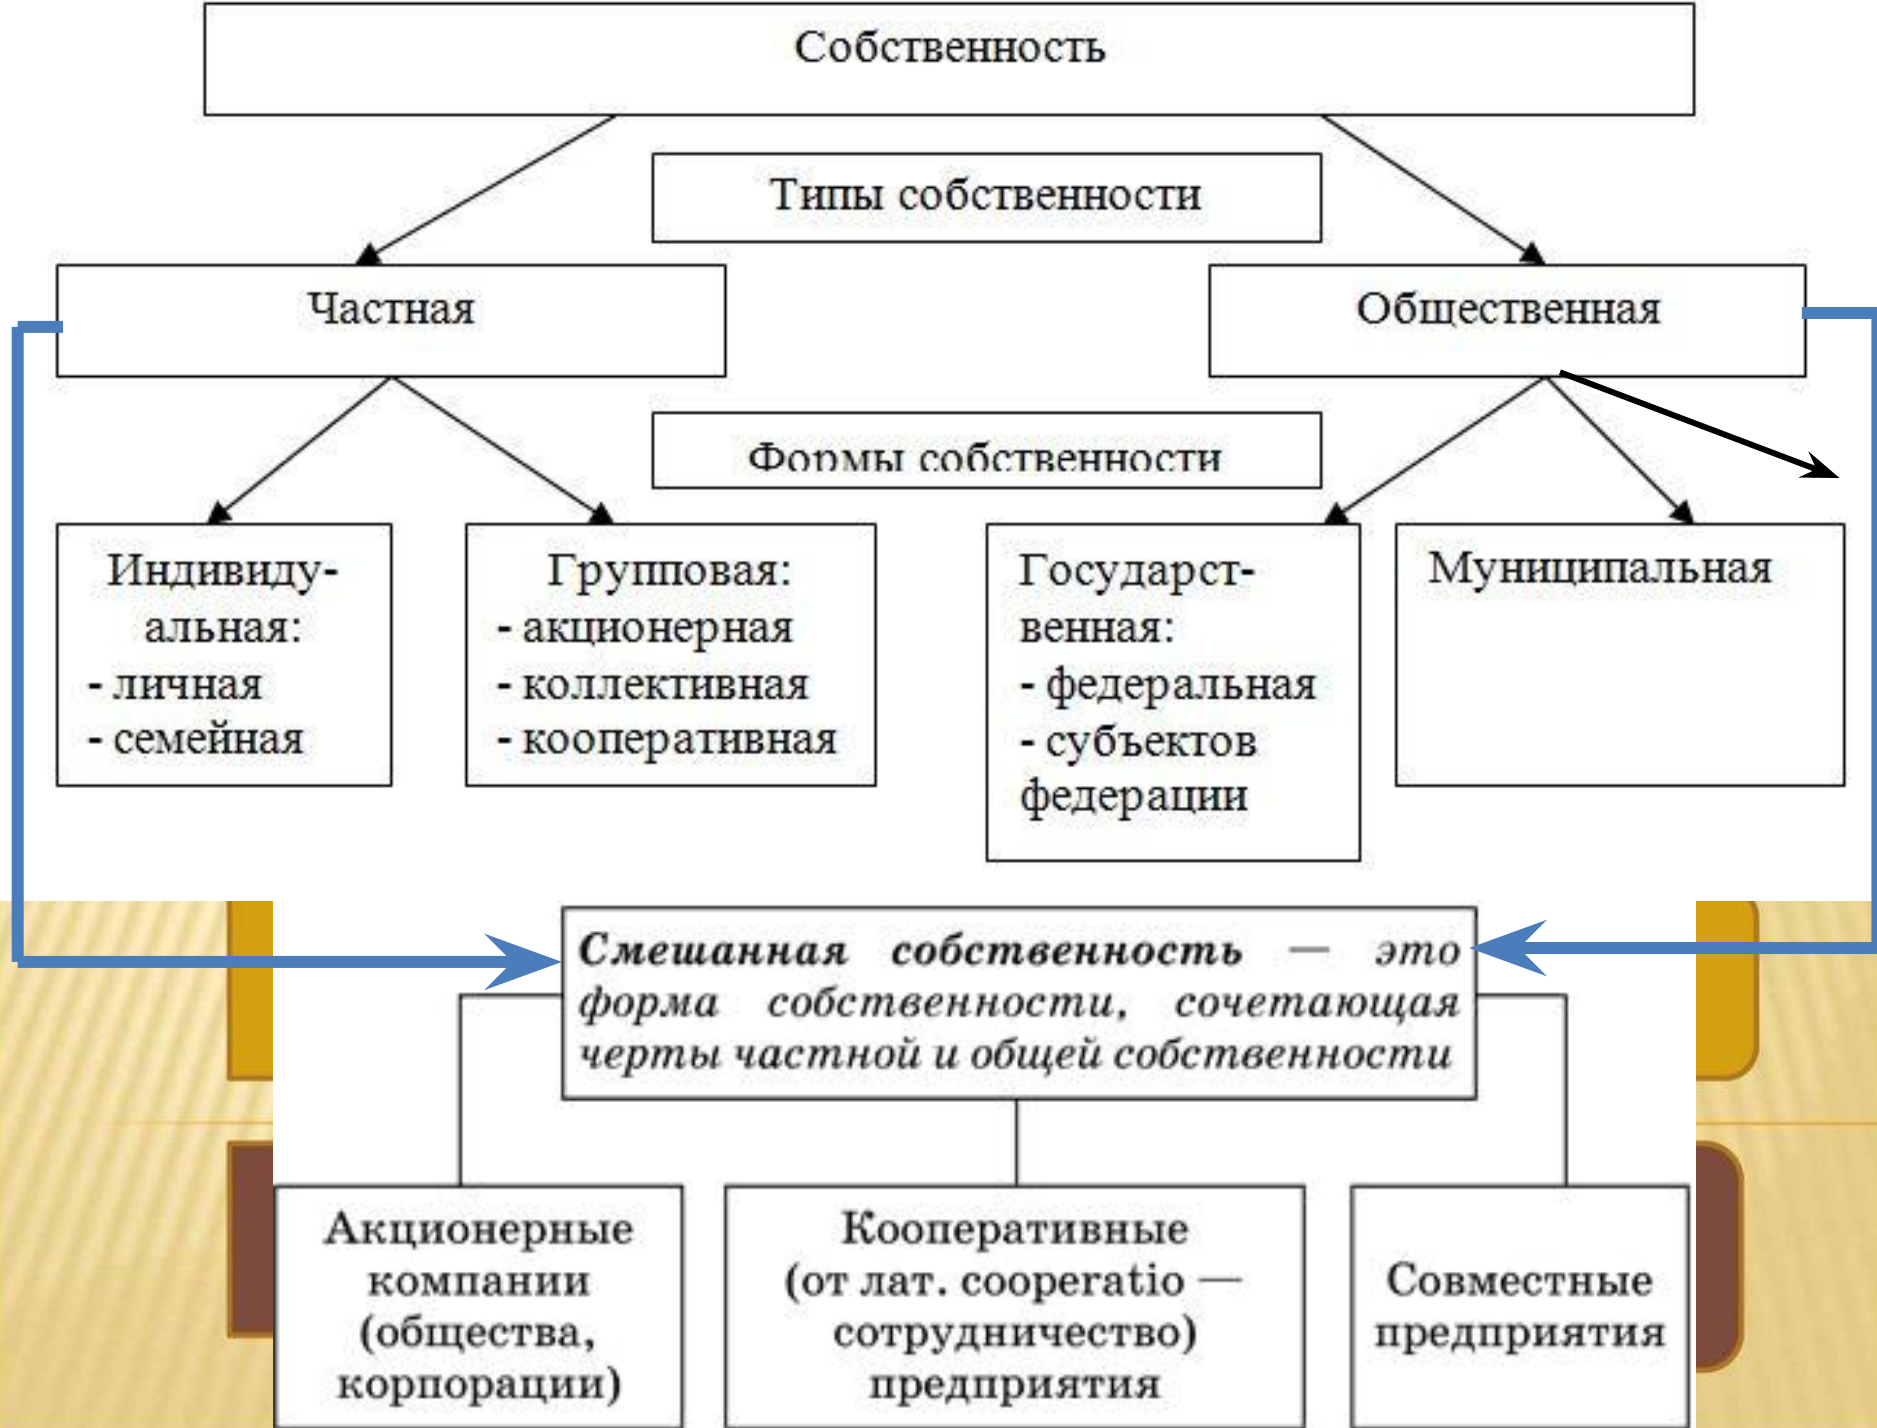 Собственность
Типы собственности
Частная
Общественная
Формы собственности
Индивиду-
альная:
- личная
- семейная
Групповая:
- акционерная
- коллективная
- кооперативная
Государст-
венная:
- федеральная
- субъектов
федерации
Муниципальная
Смешанная собственность — это
форма собственности, сочетающая
черты частной и общей собственности
Акционерные
компании
(общества,
корпорации)
Кооперативные
(от лат. cooperatio —
сотрудничество)
предприятия
Совместные
предприятия